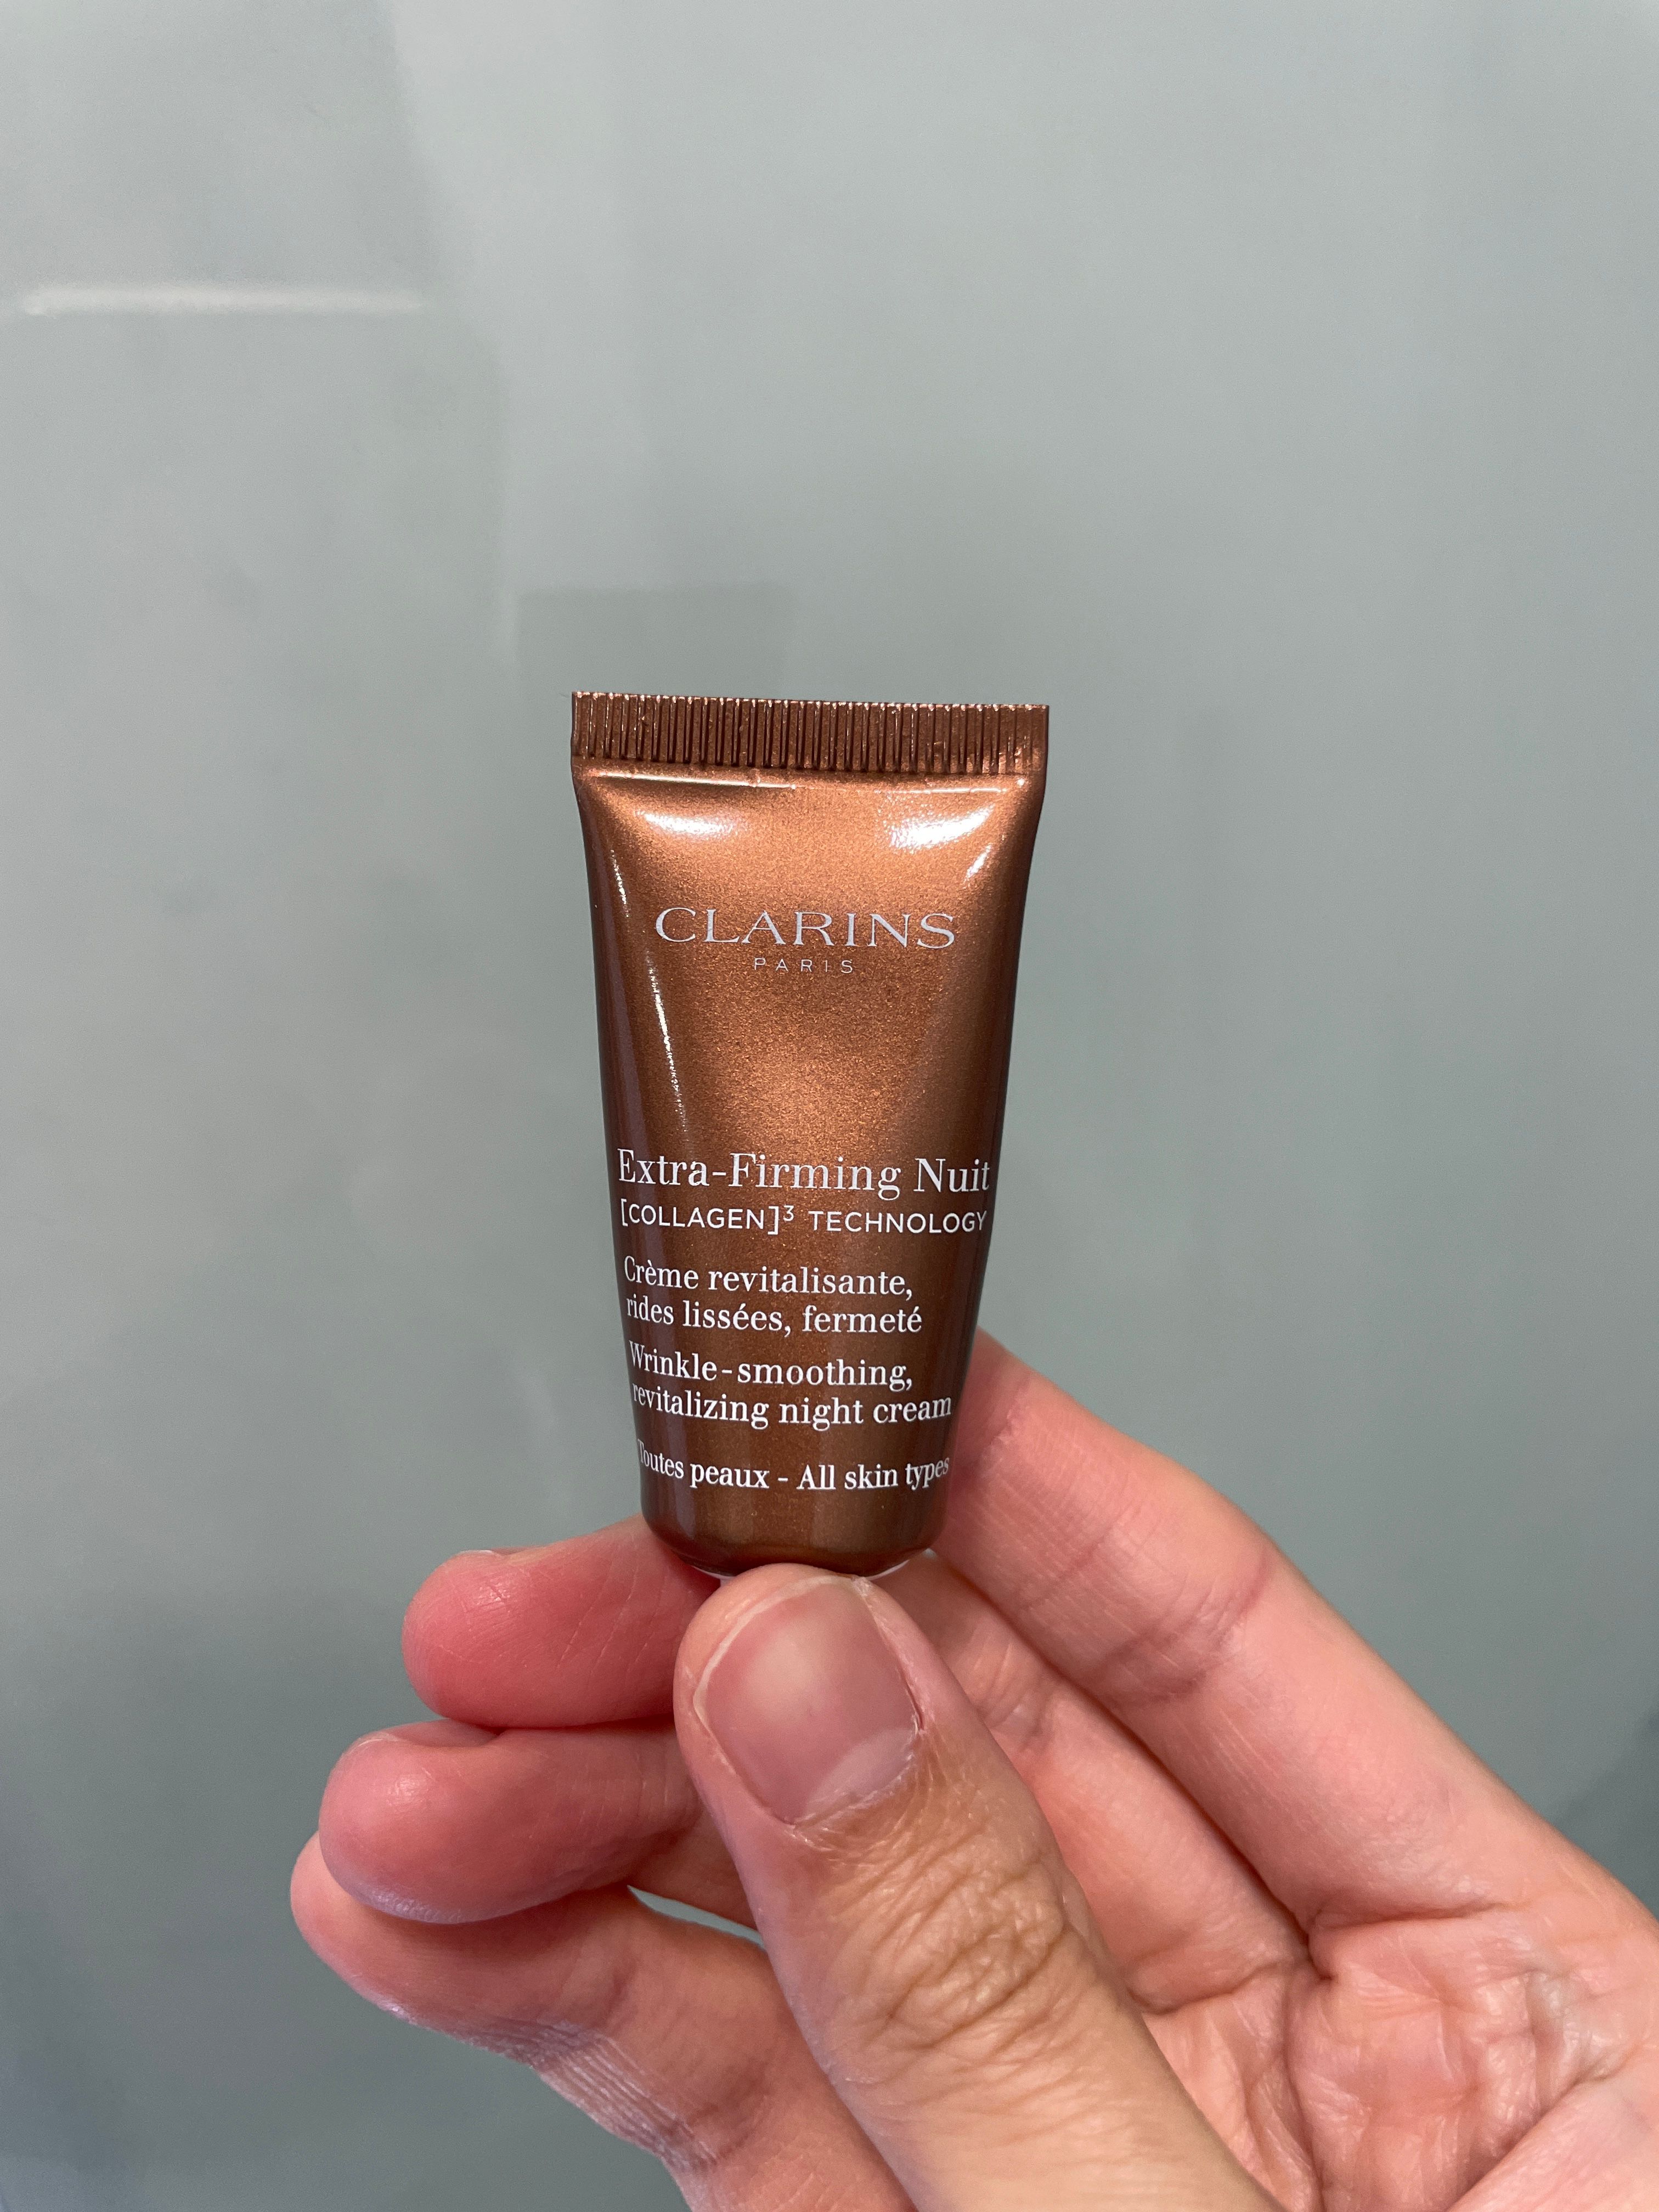 CLARINS
PARIS
Extra-Firming Nuit
[COLLAGEN]³ TECHNOLOGY
Crème revitalisante,
rides lissées, fermeté
Wrinkle-smoothing,
revitalizing night cream
Toutes peaux - All skin types